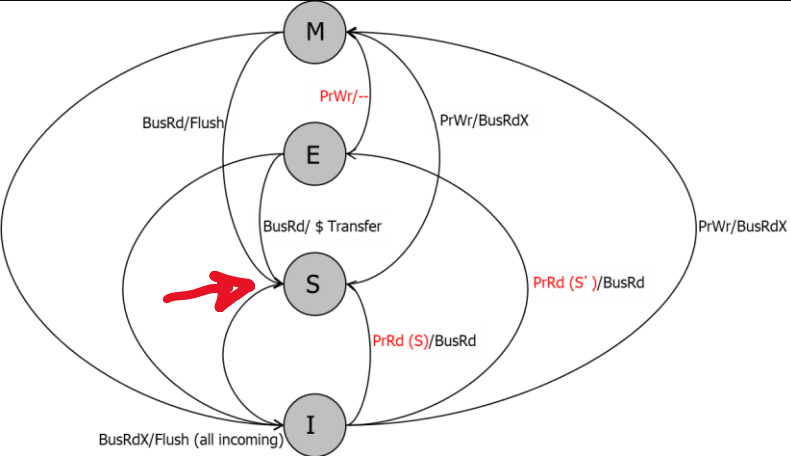 M
PrWr/--
BusRd/Flush
PrWr/BusRdX
E
BusRd/ $ Transfer
PrWr/BusRdX
S
PrRd (S' )/BusRd
PrRd (S)/BusRd
I
BusRdX/Flush (all incoming)